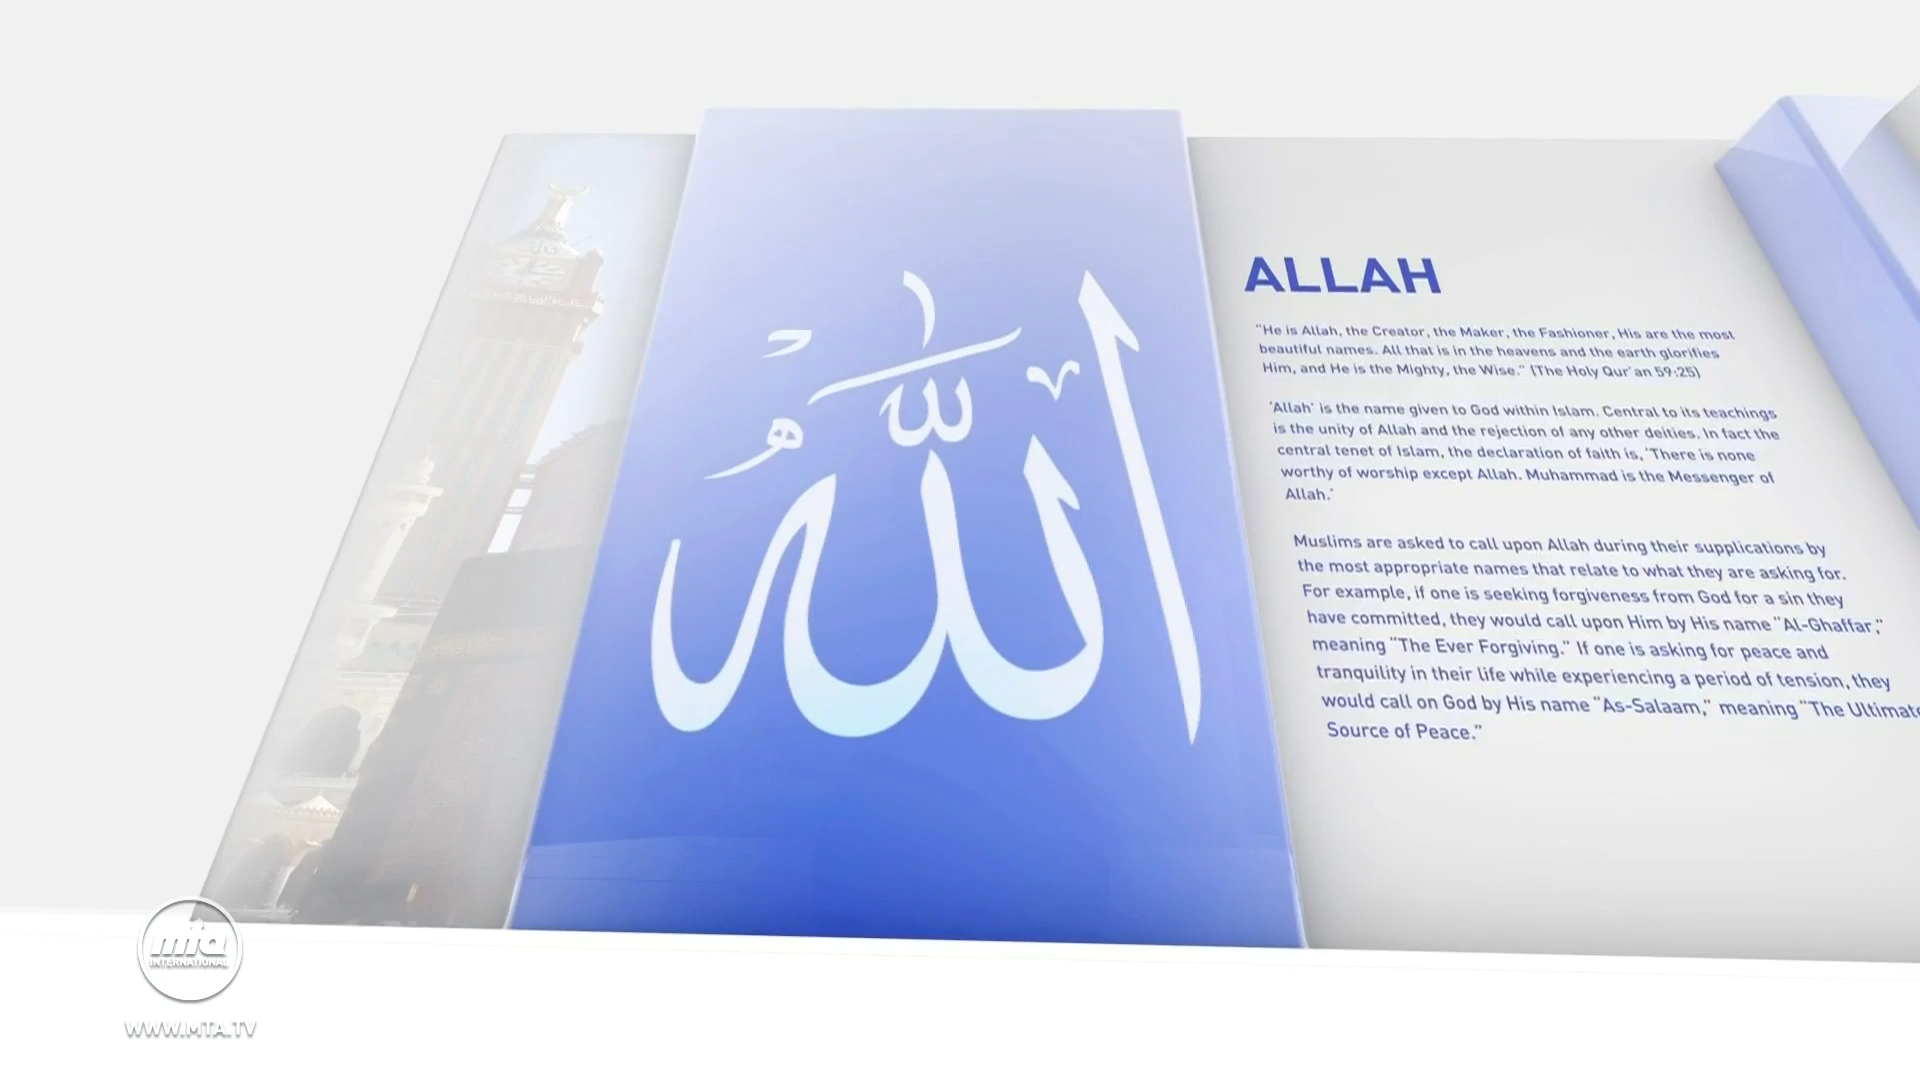 الله
ALLAH
"He is Allah, the Creator, the Maker, the Fashioner, His are the most
beautiful names. All that is in the heavens and the earth glorifies
Him, and He is the Mighty, the Wise." (The Holy Qur'an 59:25)
'Allah' is the name given to God within Islam. Central to its teachings
is the unity of Allah and the rejection of any other deities. In fact the
central tenet of Islam, the declaration of faith is, 'There is none
worthy of worship except Allah. Muhammad is the Messenger of
Allah.'
Muslims are asked to call upon Allah during their supplications by
the most appropriate names that relate to what they are asking for.
For example, if one is seeking forgiveness from God for a sin they
have committed, they would call upon Him by His name "Al-Ghaffar,"
meaning "The Ever Forgiving." If one is asking for peace and
tranquility in their life while experiencing a period of tension, they
would call on God by His name "As-Salaam," meaning "The Ultimate
Source of Peace."
mta
INTERNATIONAL
WWW.MTA.TV